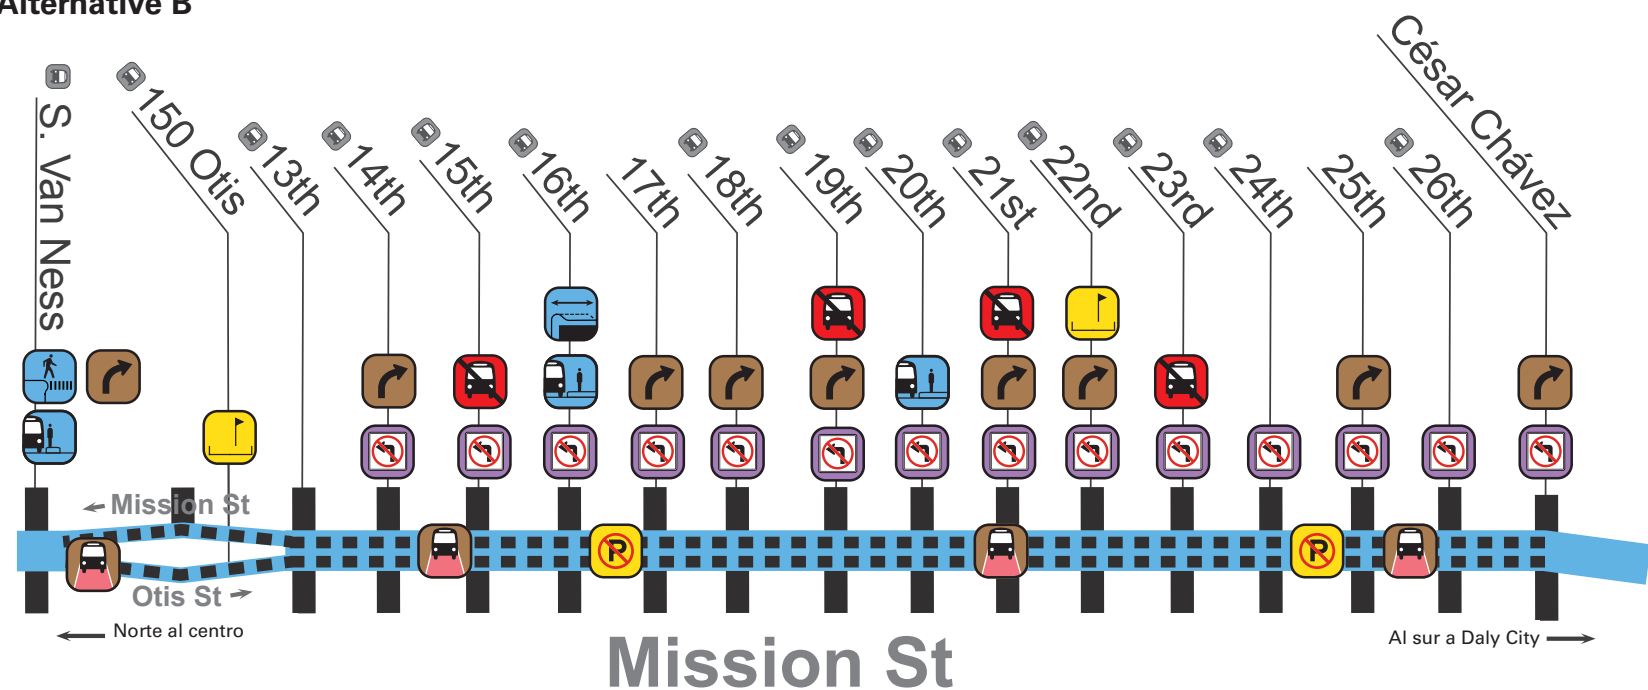 Alternative B
S. Van Ness
150 Otis
13th
14th
15th
16th
17th
18th
19th
20th
21st
22nd
23rd
24th
25th
26th
César Chávez
Mission St
P
P
Otis St
Norte al centro
Al sur a Daly City
Mission St